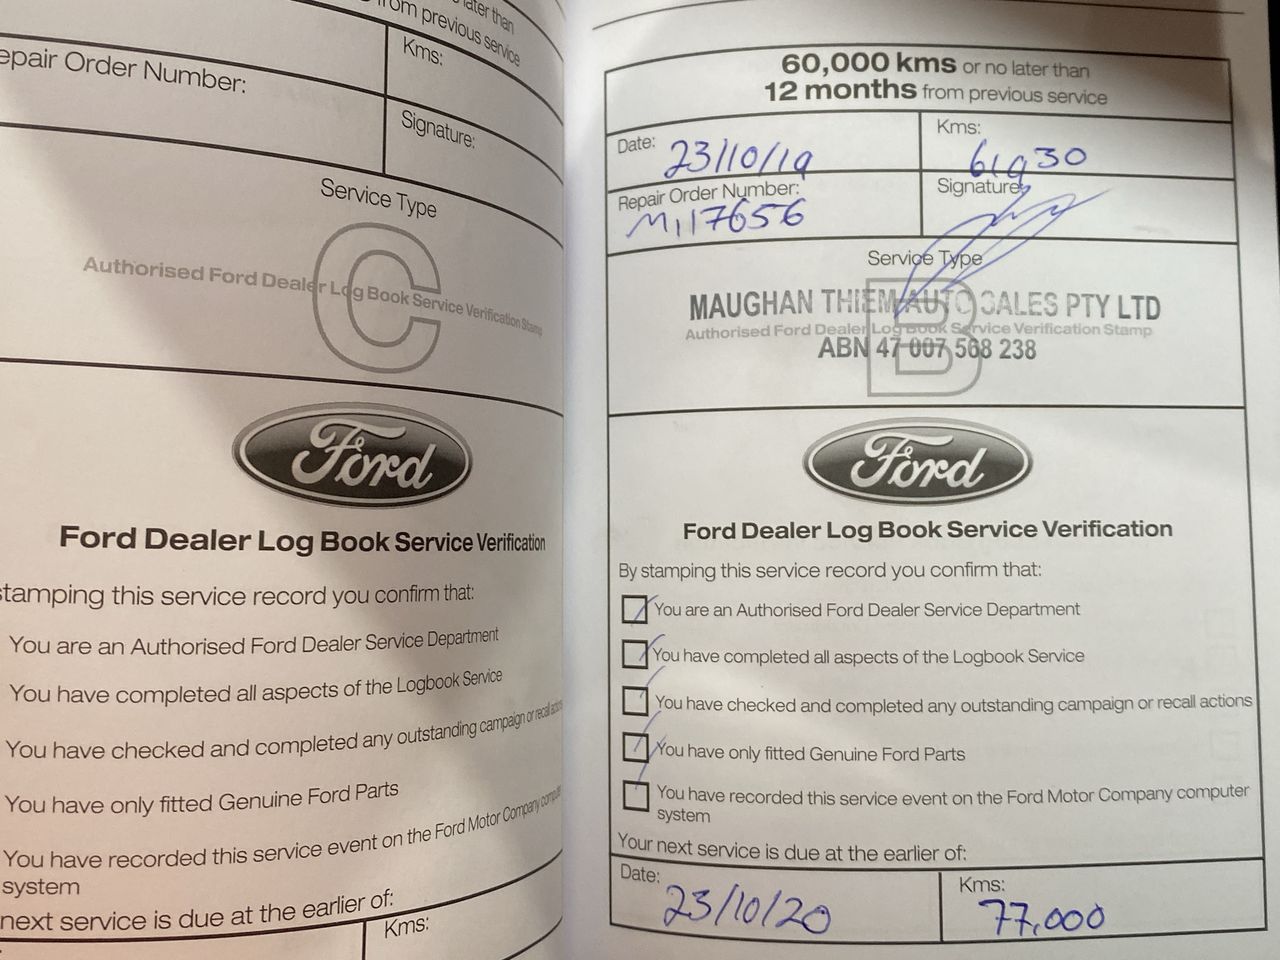 later than
from previous service
Kms:
epair Order Number:
Signature:
Service Type
C
Authorised Ford Dealer Log Book Service Verification Stamp
Ford
Ford Dealer Log Book Service Verification
stamping this service record you confirm that:
You are an Authorised Ford Dealer Service Department
You have completed all aspects of the Logbook Service
You have checked and completed any outstanding campaign or recall actions
You have only fitted Genuine Ford Parts
You have recorded this service event on the Ford Motor Company computer
system
next service is due at the earlier of:
Kms:
60,000 kms or no later than
12 months from previous service
Date: 23/10/19
Kms: 61930
Repair Order Number: M117656
Signature:
Service Type
B
MAUGHAN THIEM AUTO SALES PTY LTD
Authorised Ford Dealer Log Book Service Verification Stamp
ABN 47 007 568 238
Ford
Ford Dealer Log Book Service Verification
By stamping this service record you confirm that:
You are an Authorised Ford Dealer Service Department
You have completed all aspects of the Logbook Service
You have checked and completed any outstanding campaign or recall actions
You have only fitted Genuine Ford Parts
You have recorded this service event on the Ford Motor Company computer
system
Your next service is due at the earlier of:
Date: 23/10/20
Kms: 77,000